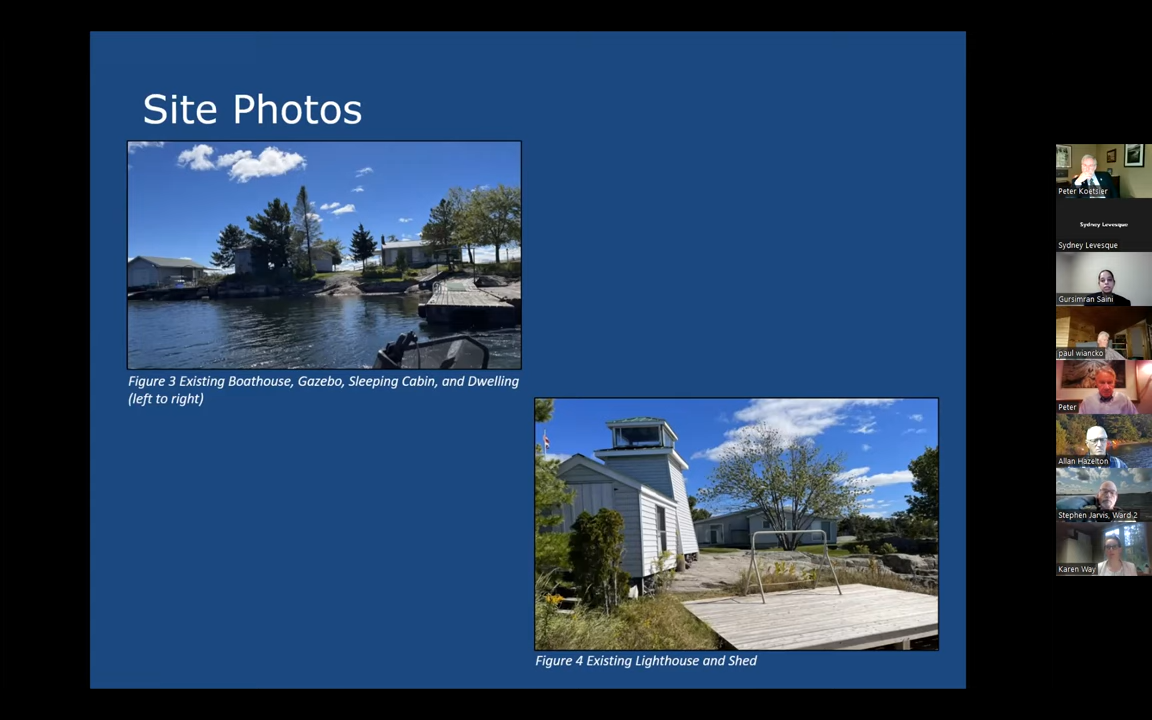 Site Photos
Figure 3 Existing Boathouse, Gazebo, Sleeping Cabin, and Dwelling
(left to right)
Figure 4 Existing Lighthouse and Shed
Peter Koetsier
Sydney Levesque
Sydney Levesque
Gursimran Saini
paul wiancko
Peter
Allan Hazelton
Stephen Jarvis, Ward 2
Karen Way